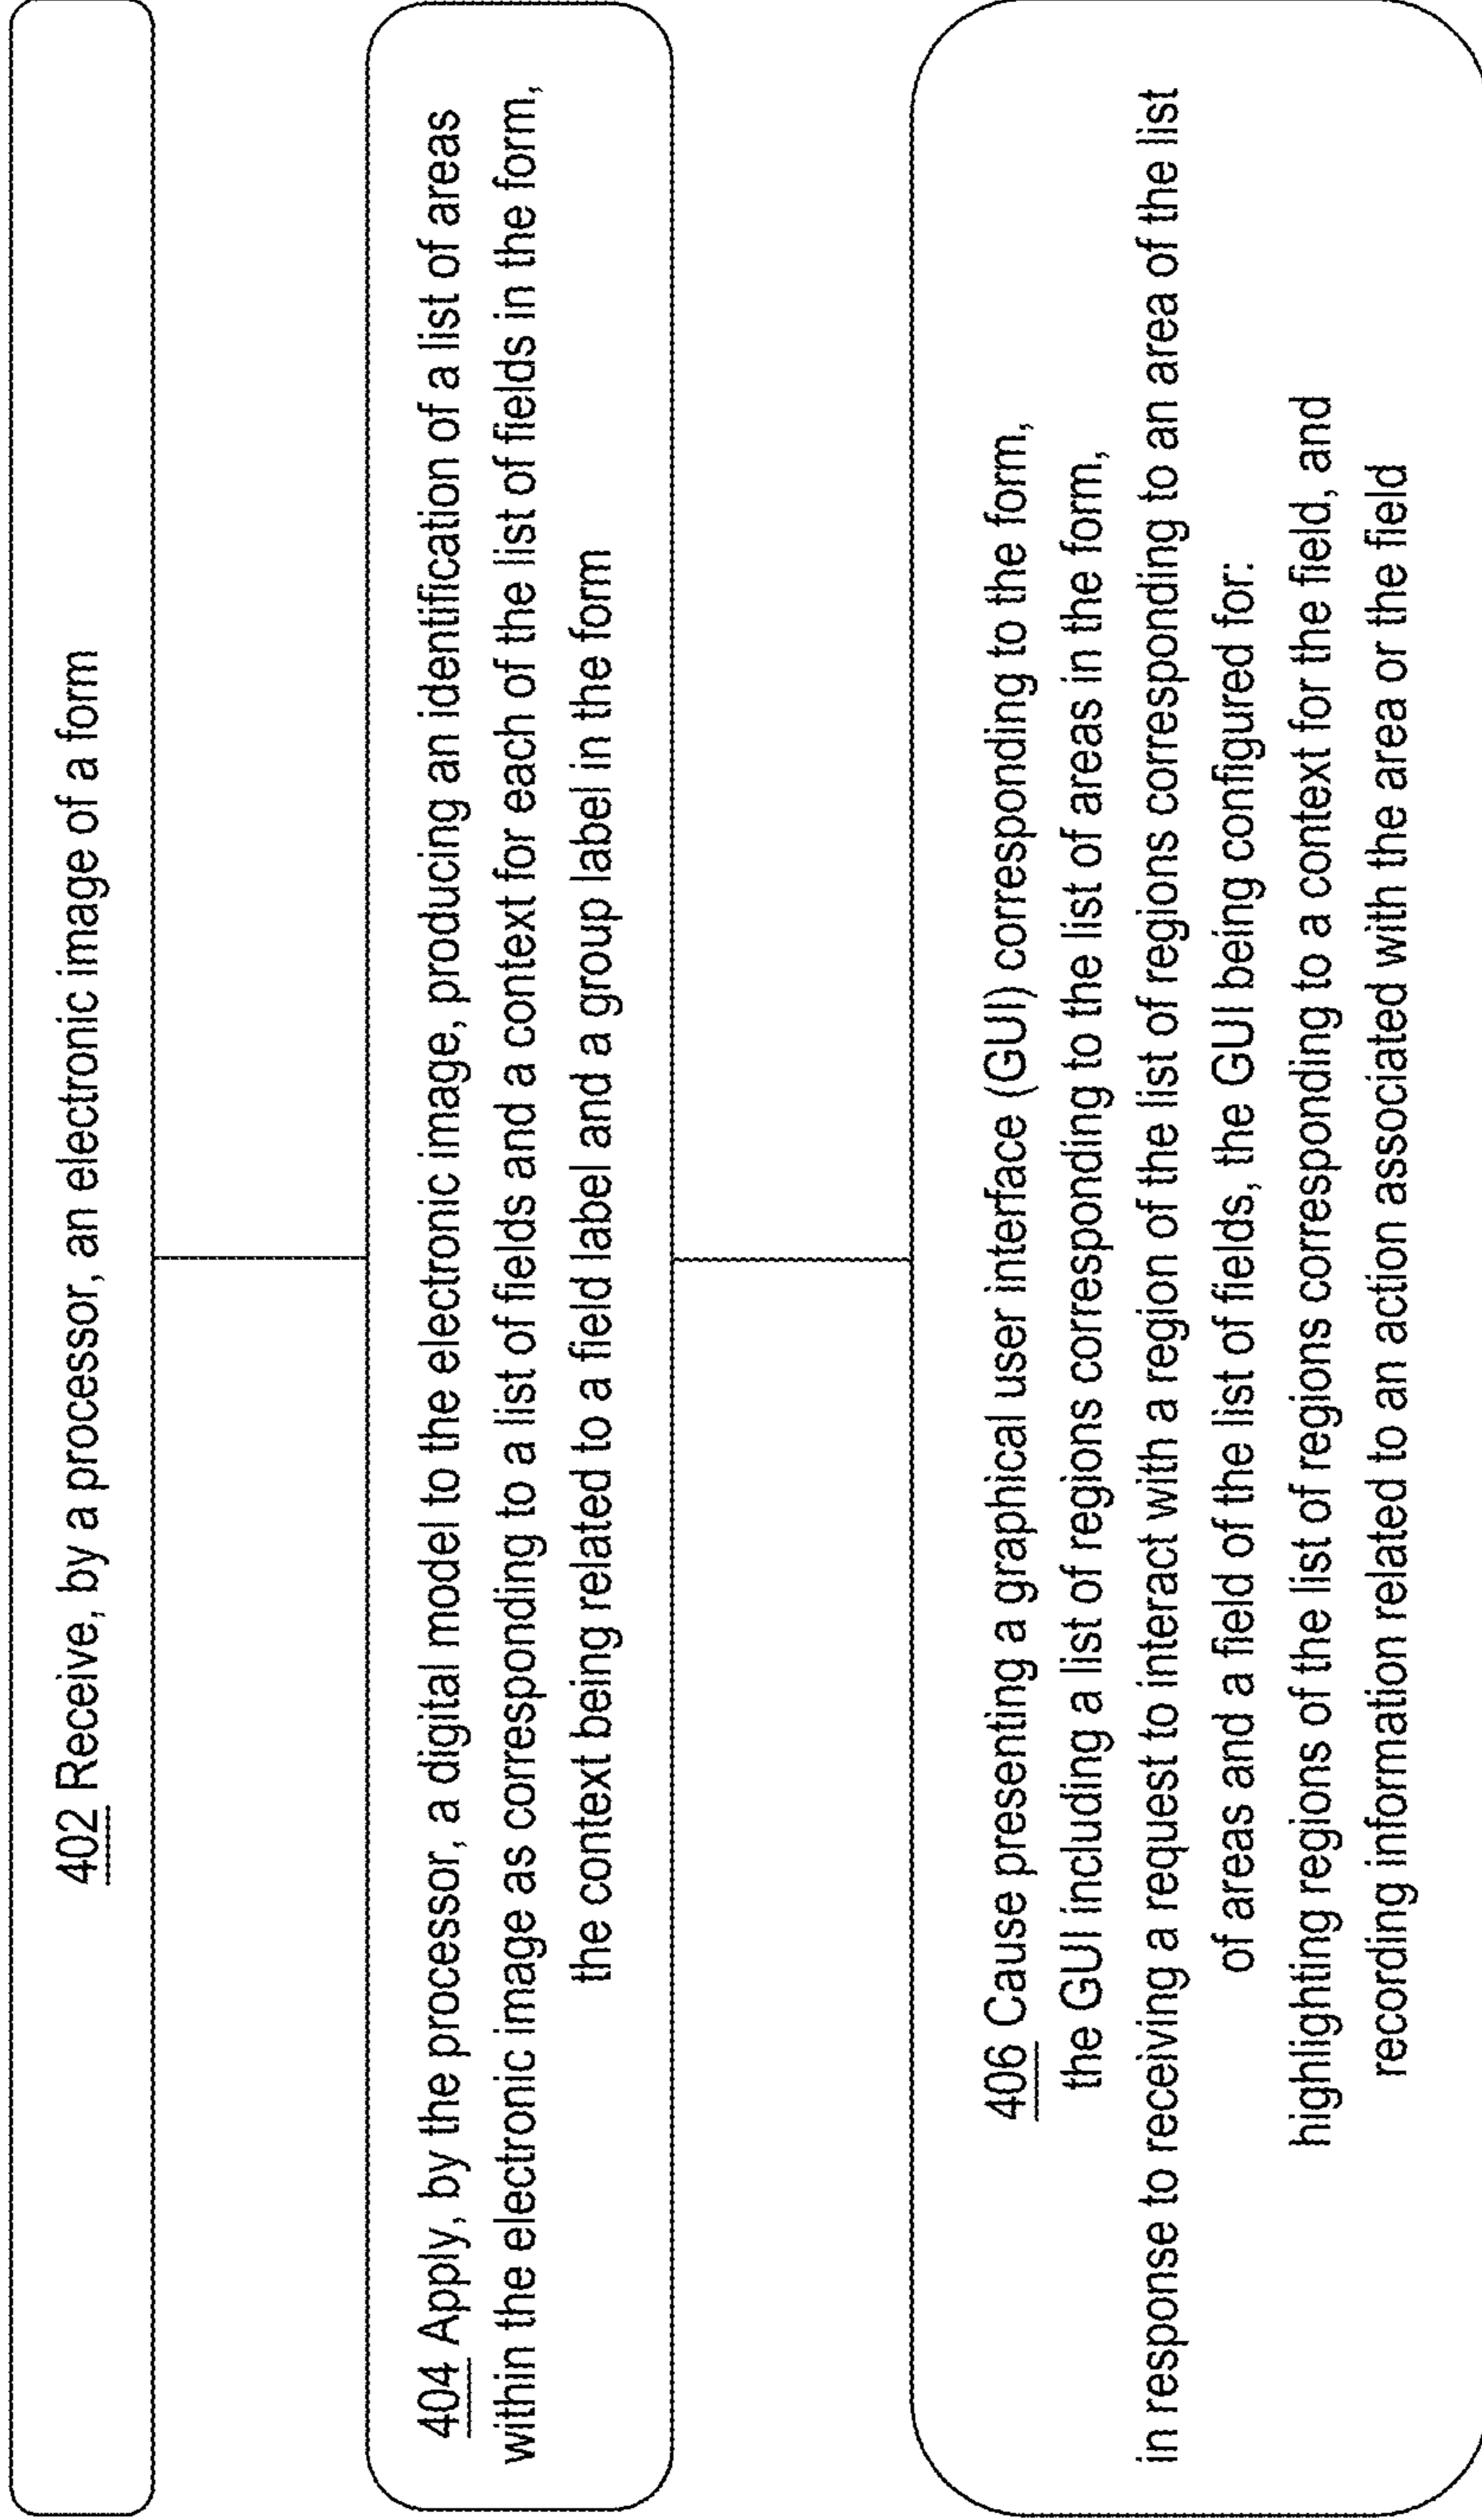 402 Receive, by a processor, an electronic image of a form
404 Apply, by the processor, a digital model to the electronic image, producing an identification of a list of areas
within the electronic image as corresponding to a list of fields and a context for each of the list of fields in the form,
the context being related to a field label and a group label in the form
406 Cause presenting a graphical user interface (GUI) corresponding to the form,
the GUI including a list of regions corresponding to the list of areas in the form,
in response to receiving a request to interact with a region of the list of regions corresponding to an area of the list
of areas and a field of the list of fields, the GUI being configured for:
highlighting regions of the list of regions corresponding to a context for the field, and
recording information related to an action associated with the area or the field